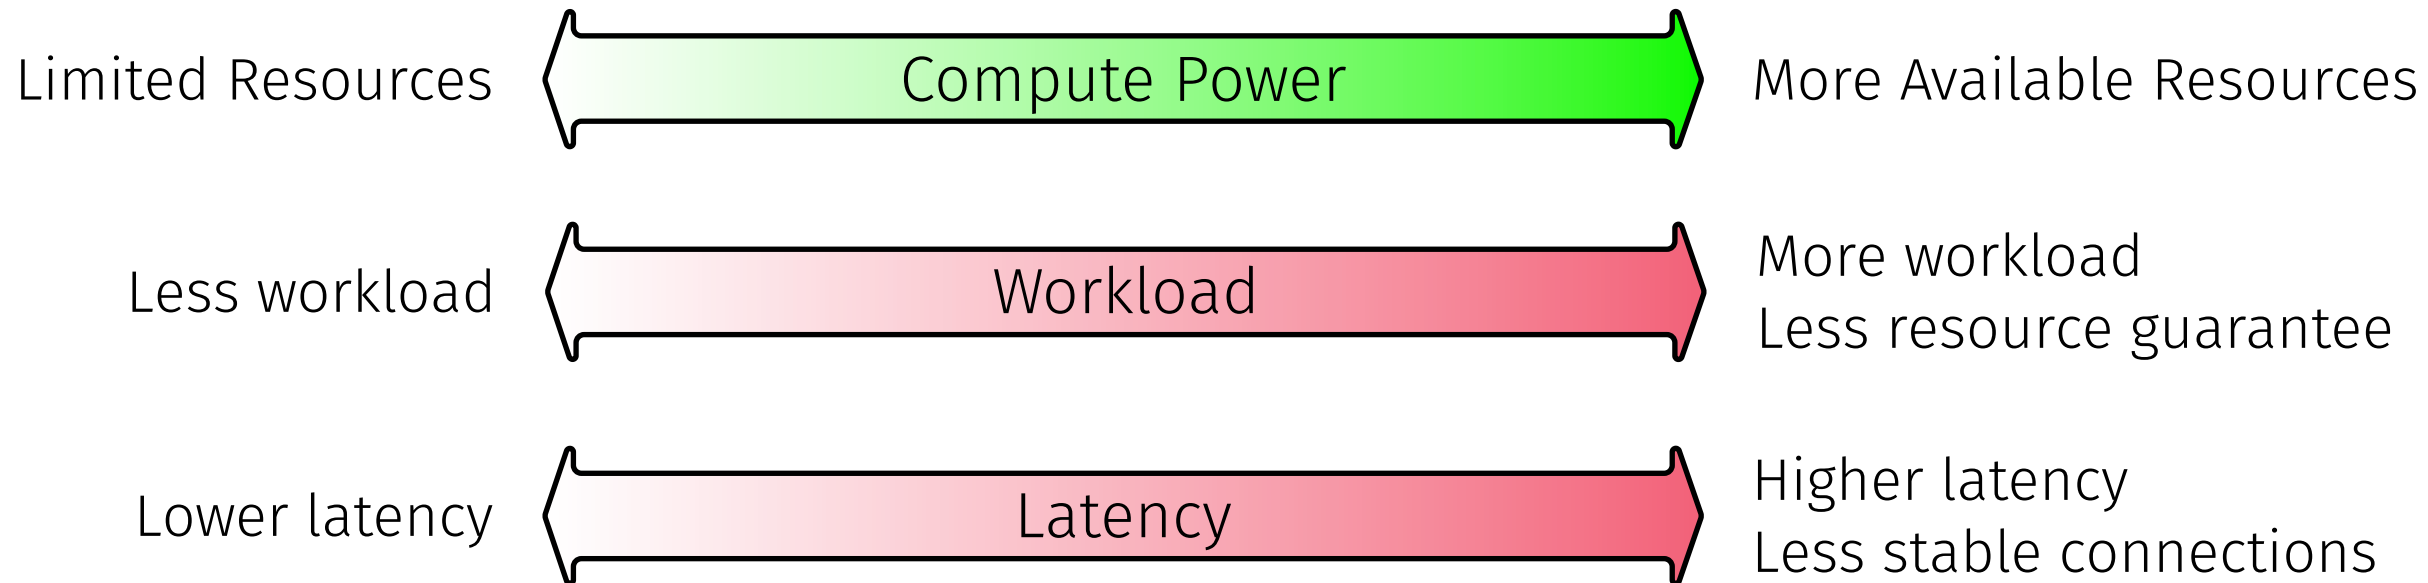 Limited Resources
Compute Power
More Available Resources
Less workload
Workload
More workload
Less resource guarantee
Lower latency
Latency
Higher latency
Less stable connections